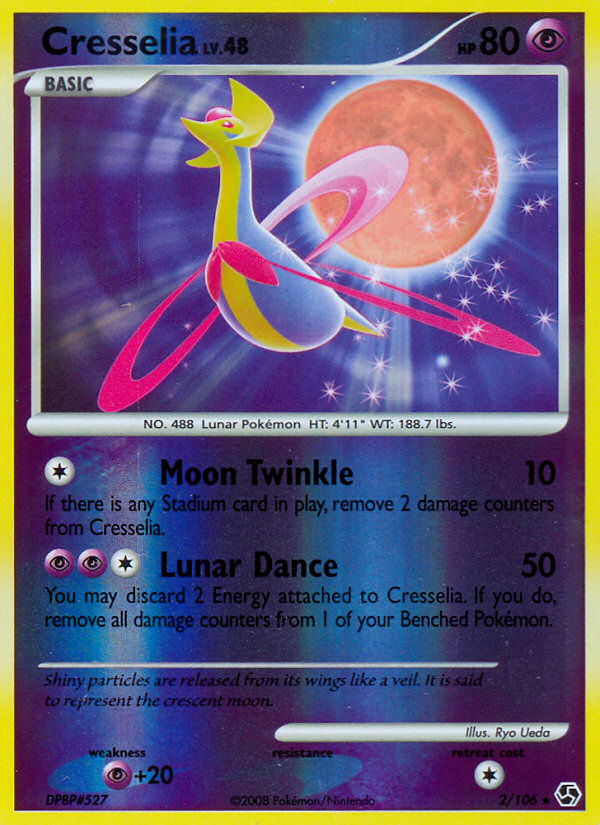 Cresselia LV.48 HP 80
BASIC
NO. 488 Lunar Pokémon HT: 4'11" WT: 188.7 lbs.
Moon Twinkle 10
If there is any Stadium card in play, remove 2 damage counters
from Cresselia.
Lunar Dance 50
You may discard 2 Energy attached to Cresselia. If you do,
remove all damage counters from 1 of your Benched Pokémon.
Shiny particles are released from its wings like a veil. It is said
to represent the crescent moon.
Illus. Ryo Ueda
weakness resistance retreat cost
+20
DPBP#527 ©2008 Pokémon/Nintendo 2/106 ★